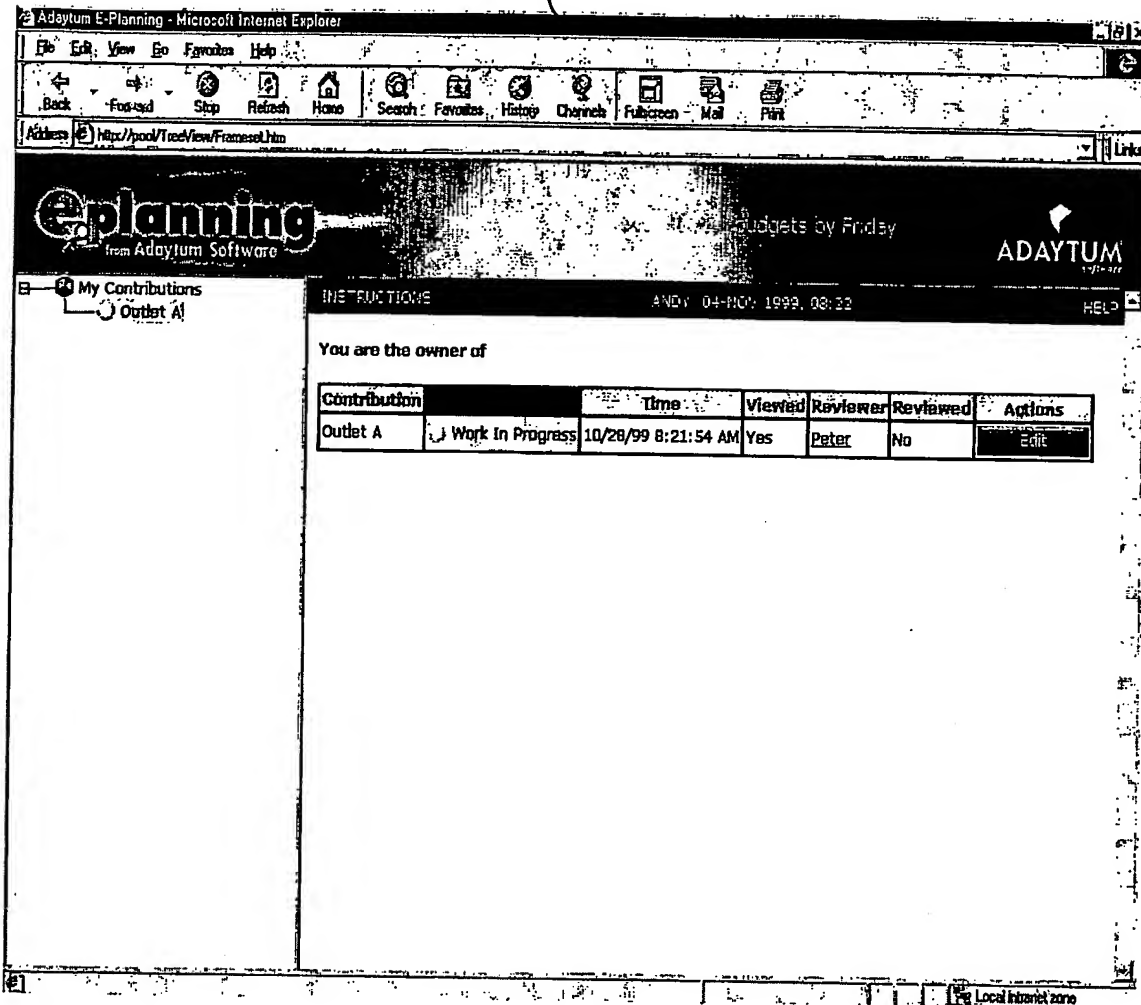 Adaytum E-Planning - Microsoft Internet Explorer
File Edit View Go Favorites Help
Back Forward Stop Refresh Home Search Favorites History Channels Fullscreen Mail Print
Address http://pool/TreeView/Frameset.htm Links
eplanning
from Adaytum Software
Budgets by Friday
ADAYTUM
software
My Contributions
Outlet A
INSTRUCTIONS ANDY 04-NOV 1999, 08:22 HELP
You are the owner of
Contribution Time Viewed Reviewer Reviewed Actions
Outlet A Work In Progress 10/28/99 8:21:54 AM Yes Peter No Edit
Local intranet zone